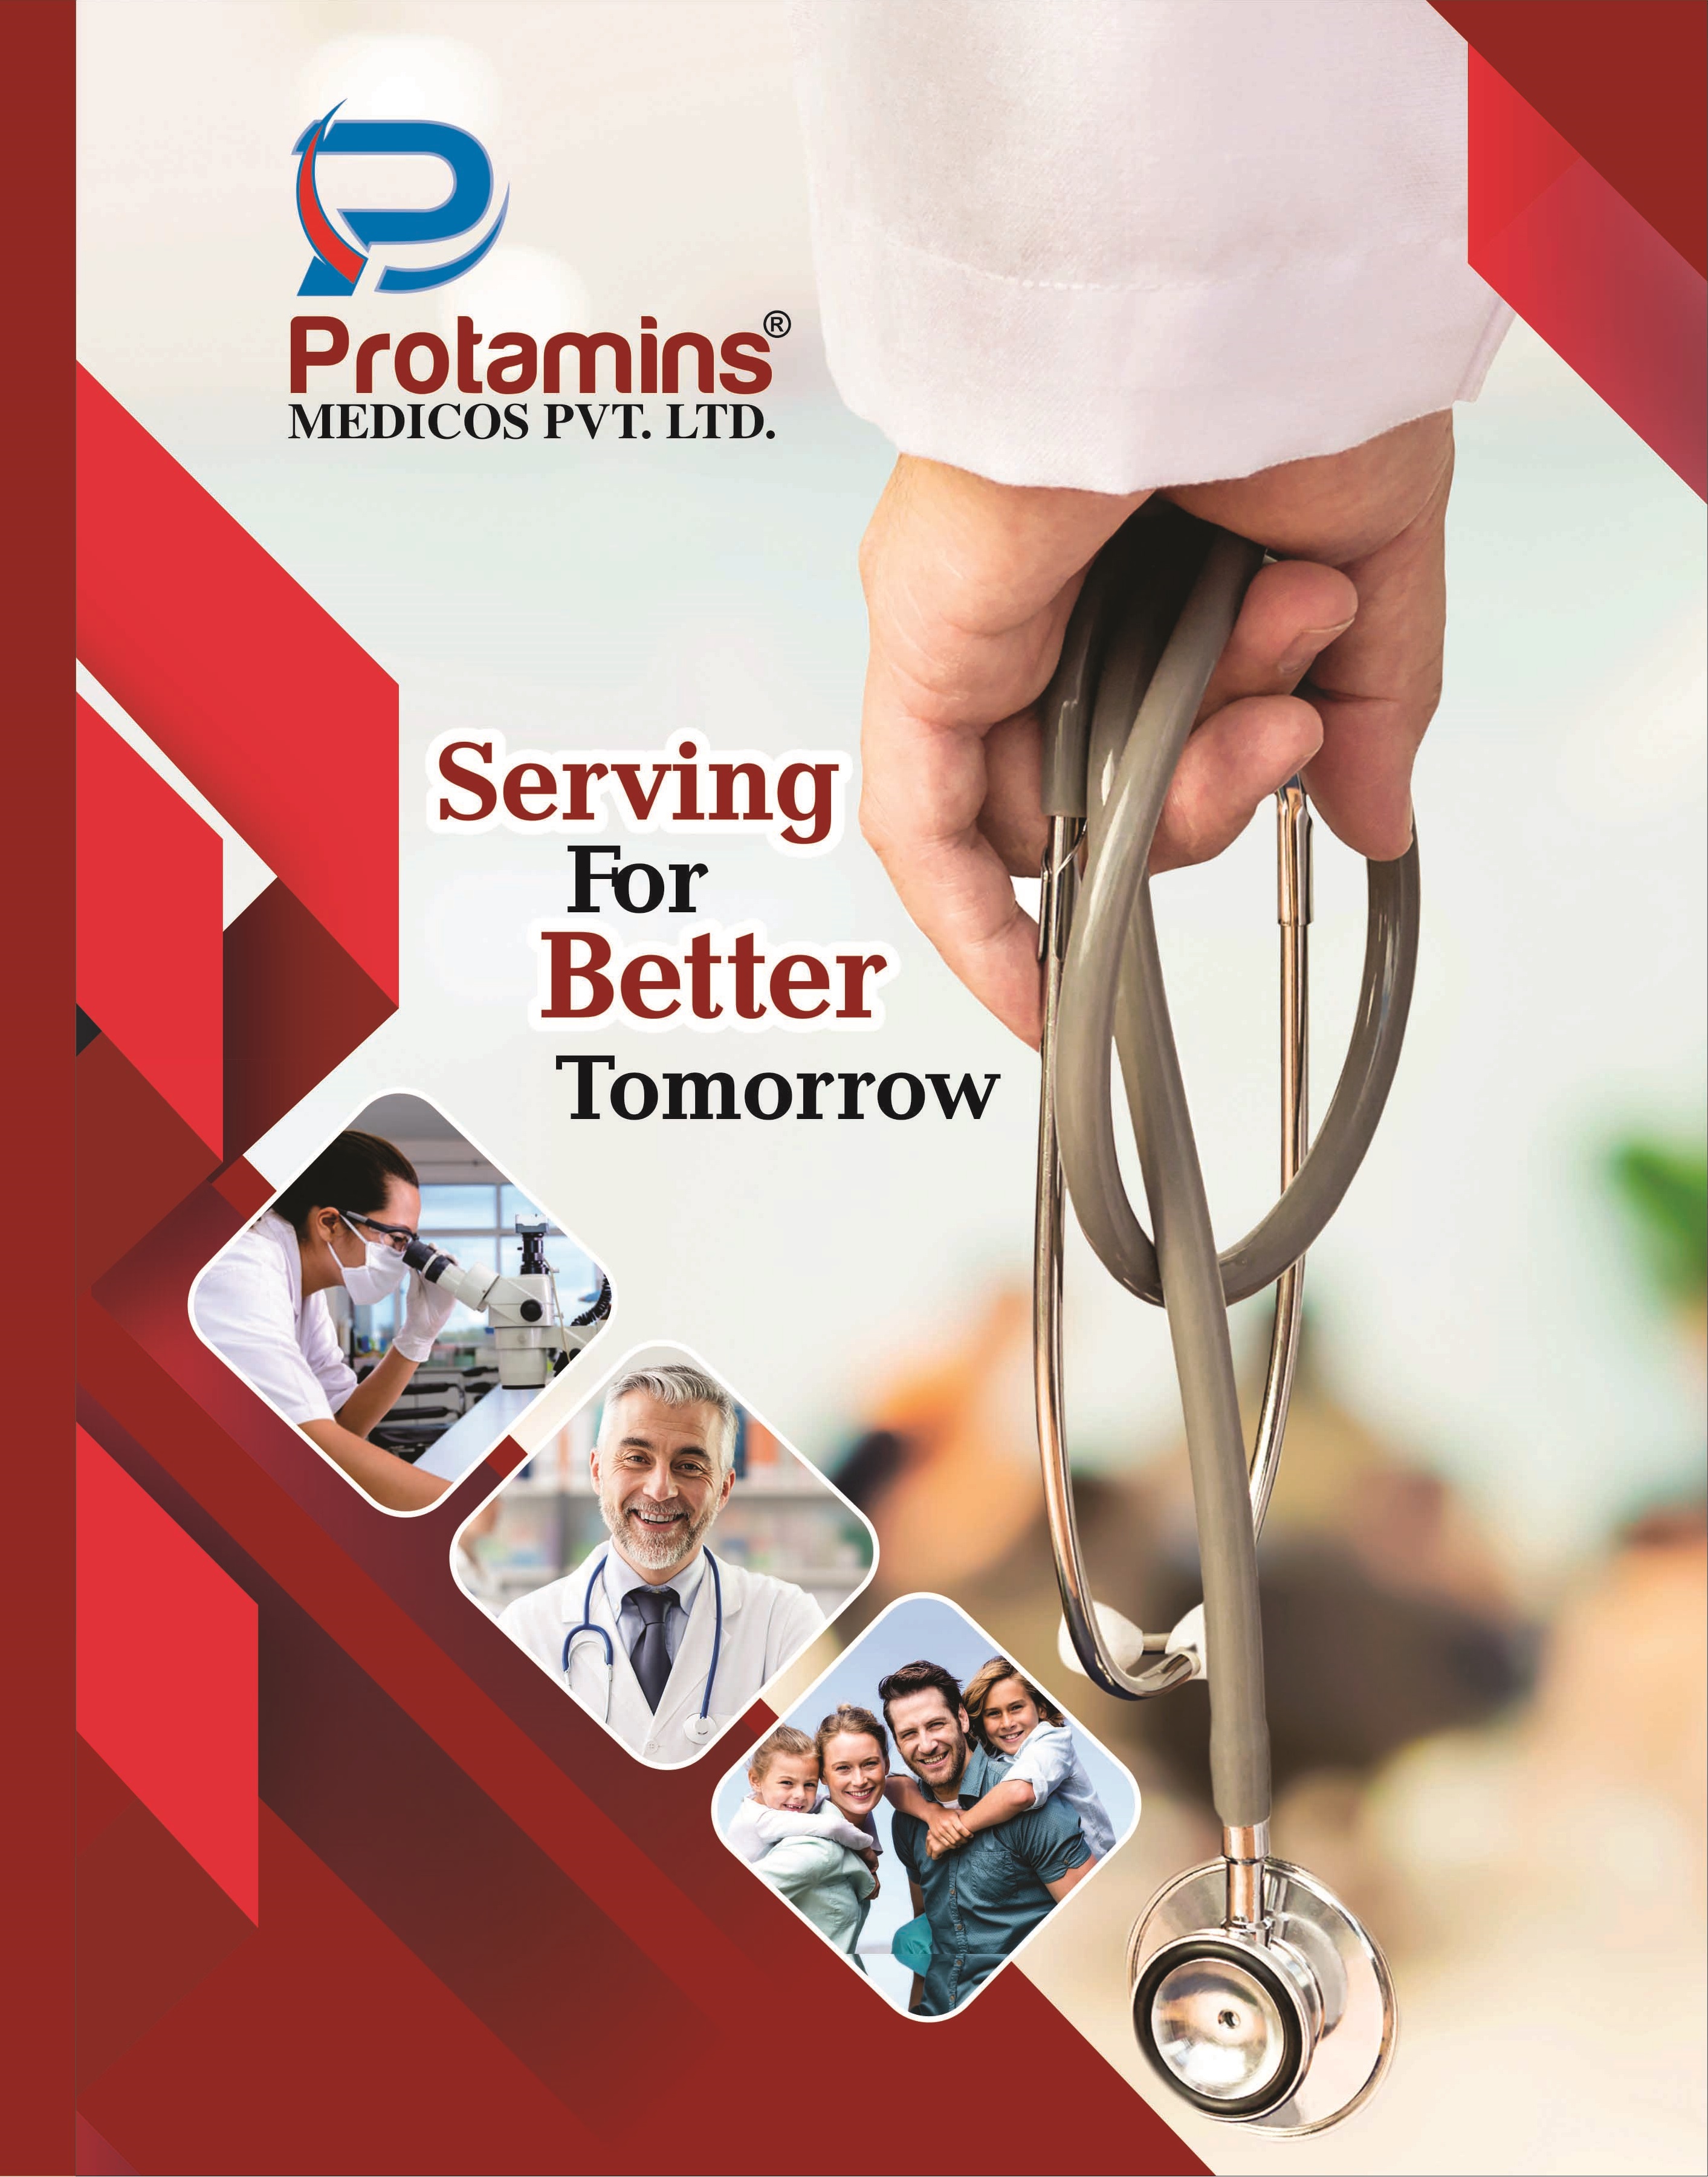 Protamins®
MEDICOS PVT. LTD.
Serving
For
Better
Tomorrow